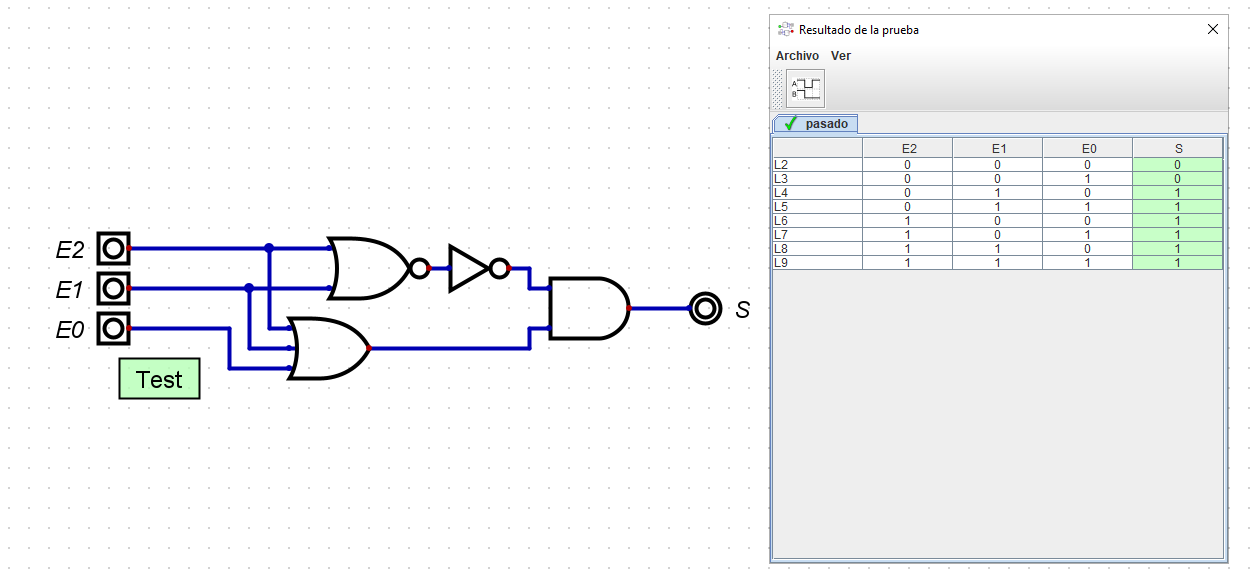 E2
E1
E0
Test
S
Resultado de la prueba
Archivo Ver
A
B
pasado
E2 E1 E0 S
L2 0 0 0 0
L3 0 0 1 0
L4 0 1 0 1
L5 0 1 1 1
L6 1 0 0 1
L7 1 0 1 1
L8 1 1 0 1
L9 1 1 1 1